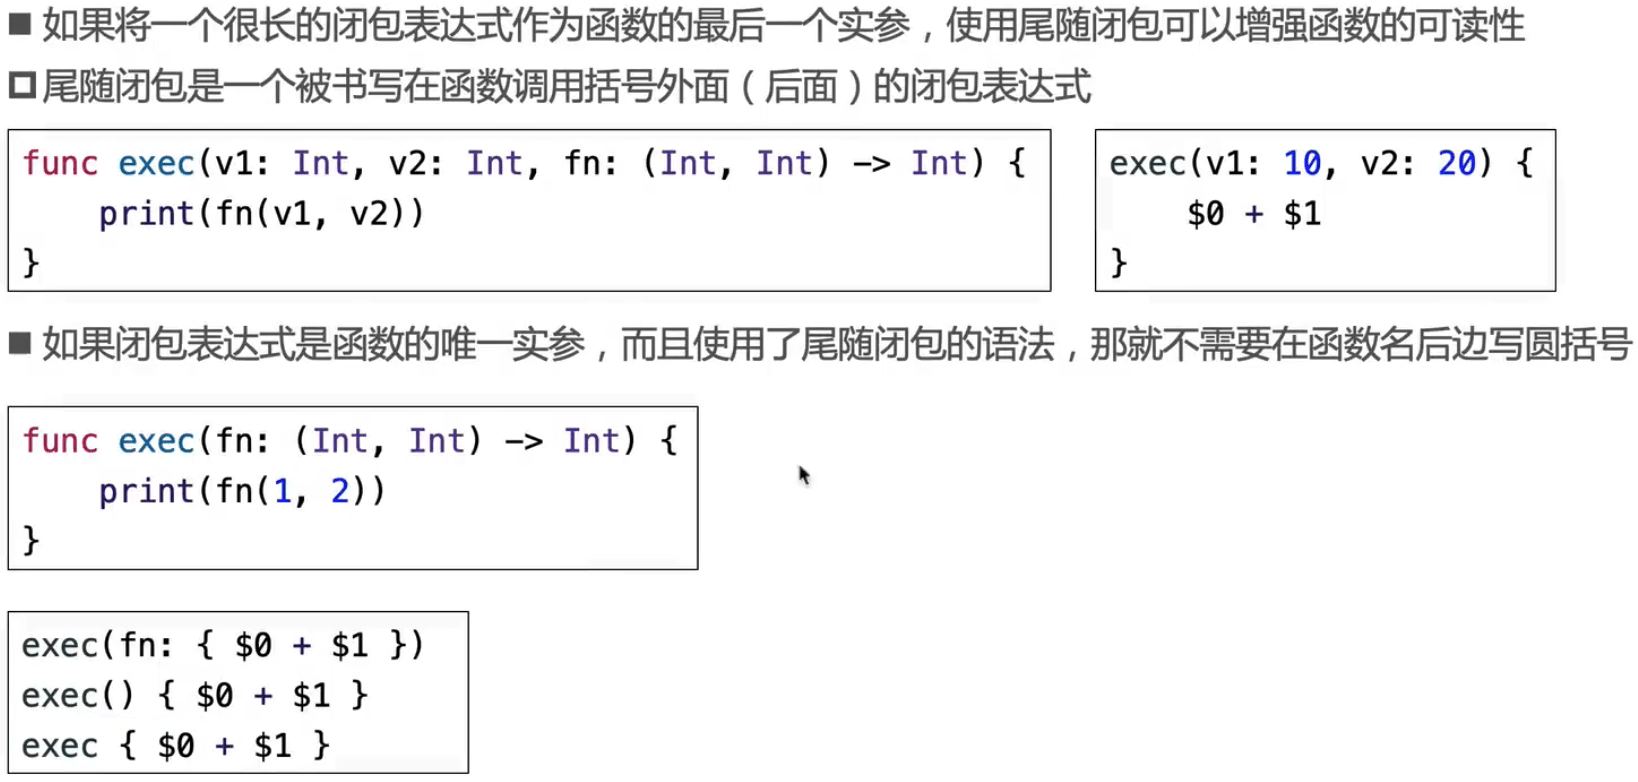 如果将一个很长的闭包表达式作为函数的最后一个实参，使用尾随闭包可以增强函数的可读性
尾随闭包是一个被书写在函数调用括号外面（后面）的闭包表达式
func exec(v1: Int, v2: Int, fn: (Int, Int) -> Int) {
    print(fn(v1, v2))
}
exec(v1: 10, v2: 20) {
    $0 + $1
}
如果闭包表达式是函数的唯一实参，而且使用了尾随闭包的语法，那就不需要在函数名后边写圆括号
func exec(fn: (Int, Int) -> Int) {
    print(fn(1, 2))
}
exec(fn: { $0 + $1 })
exec() { $0 + $1 }
exec { $0 + $1 }